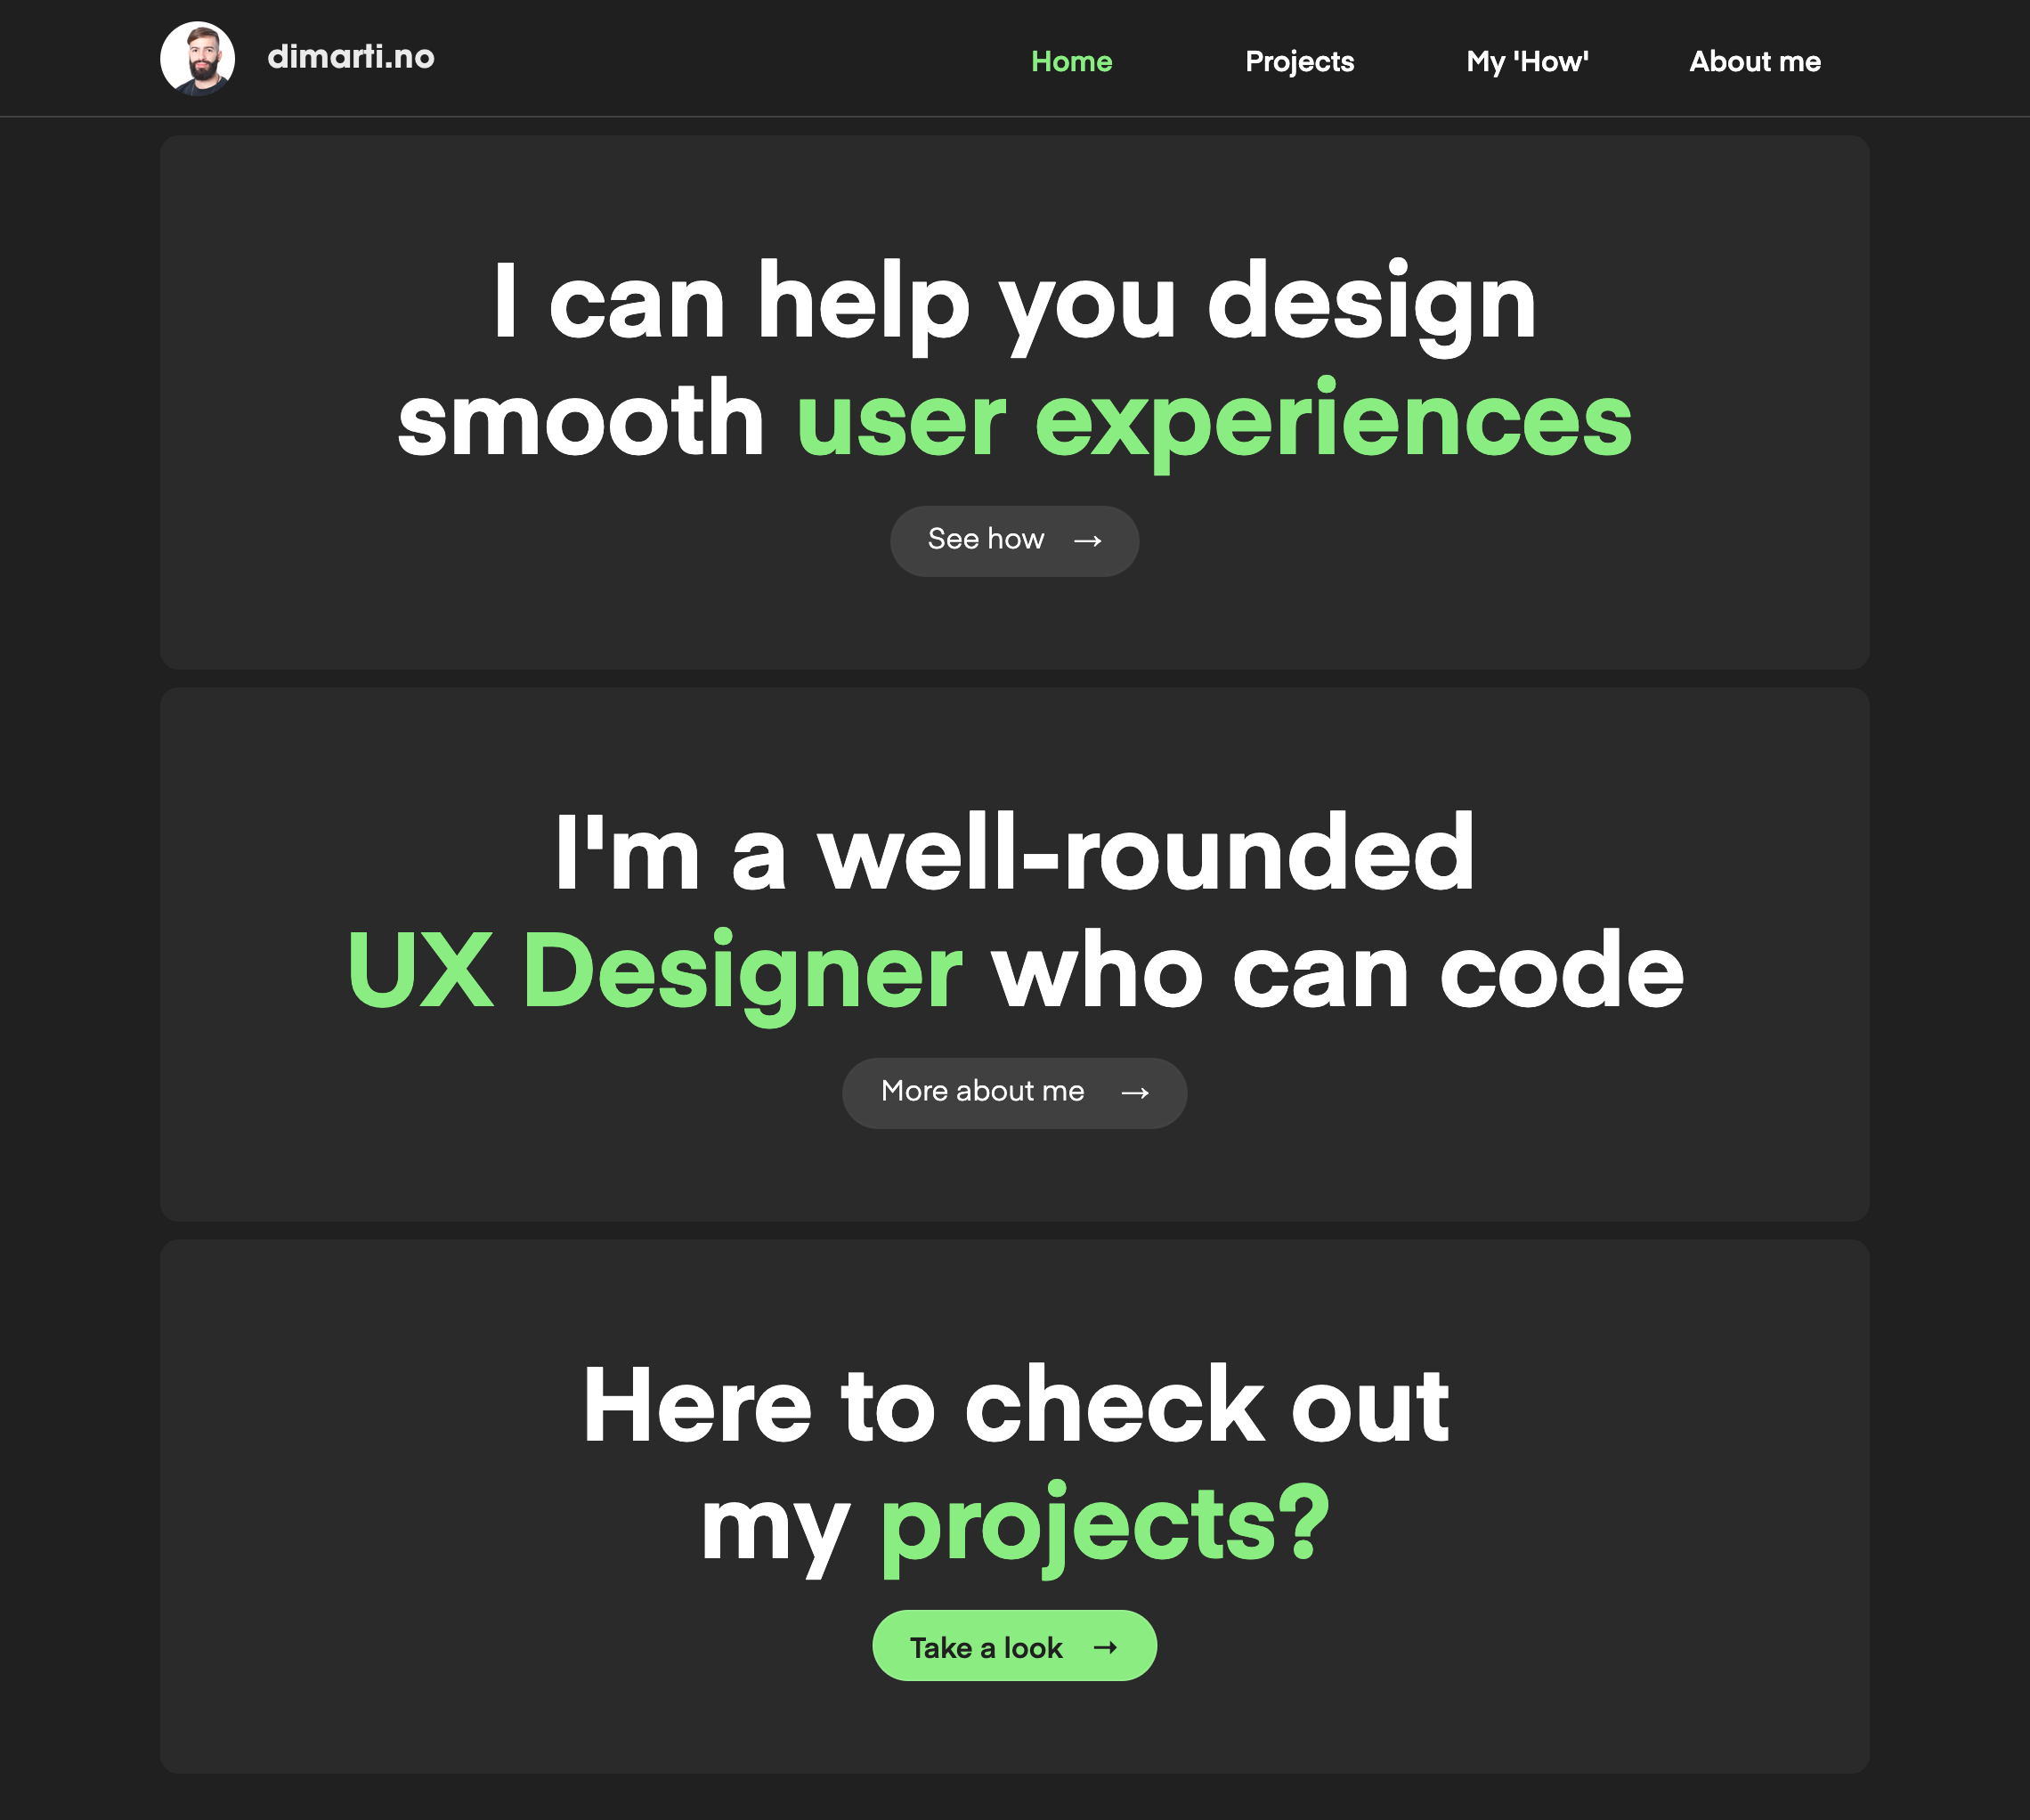 dimarti.no
Home Projects My 'How' About me
I can help you design
smooth user experiences
See how →
I'm a well-rounded
UX Designer who can code
More about me →
Here to check out
my projects?
Take a look →